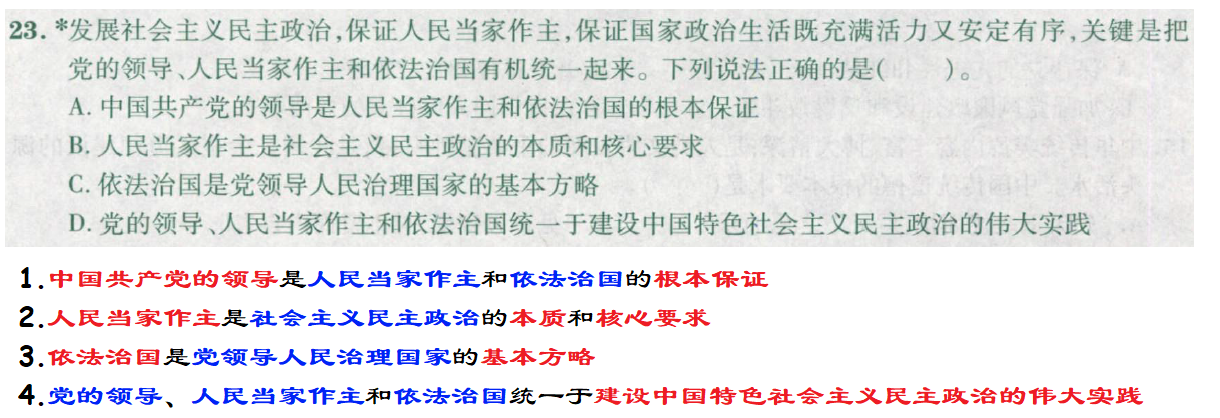 23. *发展社会主义民主政治,保证人民当家作主,保证国家政治生活既充满活力又安定有序,关键是把
党的领导、人民当家作主和依法治国有机统一起来。下列说法正确的是(  )。
A. 中国共产党的领导是人民当家作主和依法治国的根本保证
B. 人民当家作主是社会主义民主政治的本质和核心要求
C. 依法治国是党领导人民治理国家的基本方略
D. 党的领导、人民当家作主和依法治国统一于建设中国特色社会主义民主政治的伟大实践
1.中国共产党的领导是人民当家作主和依法治国的根本保证
2.人民当家作主是社会主义民主政治的本质和核心要求
3.依法治国是党领导人民治理国家的基本方略
4.党的领导、人民当家作主和依法治国统一于建设中国特色社会主义民主政治的伟大实践